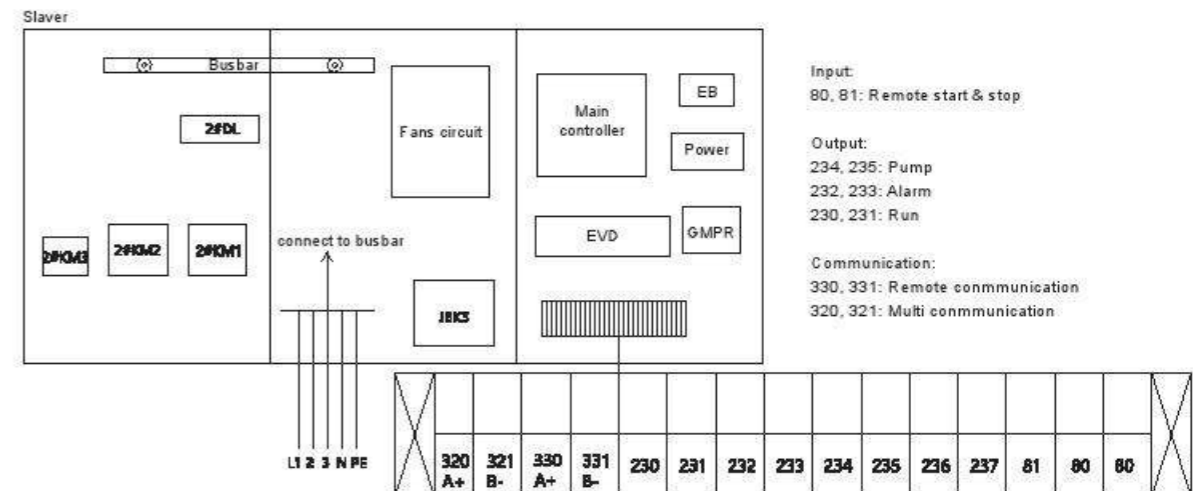 Slaver
Busbar
2#DL
2#KM3
2#KM2
2#KM1
connect to busbar
L1 2 3 N PE
Fans circuit
JBK5
Main
controller
EB
Power
EVD
GMPR
Input:
80, 81: Remote start & stop
Output:
234, 235: Pump
232, 233: Alarm
230, 231: Run
Communication:
330, 331: Remote conmmunication
320, 321: Multi conmmunication
320 321 330 331 230 231 232 233 234 235 236 237 81 80 80
A+ B- A+ B-